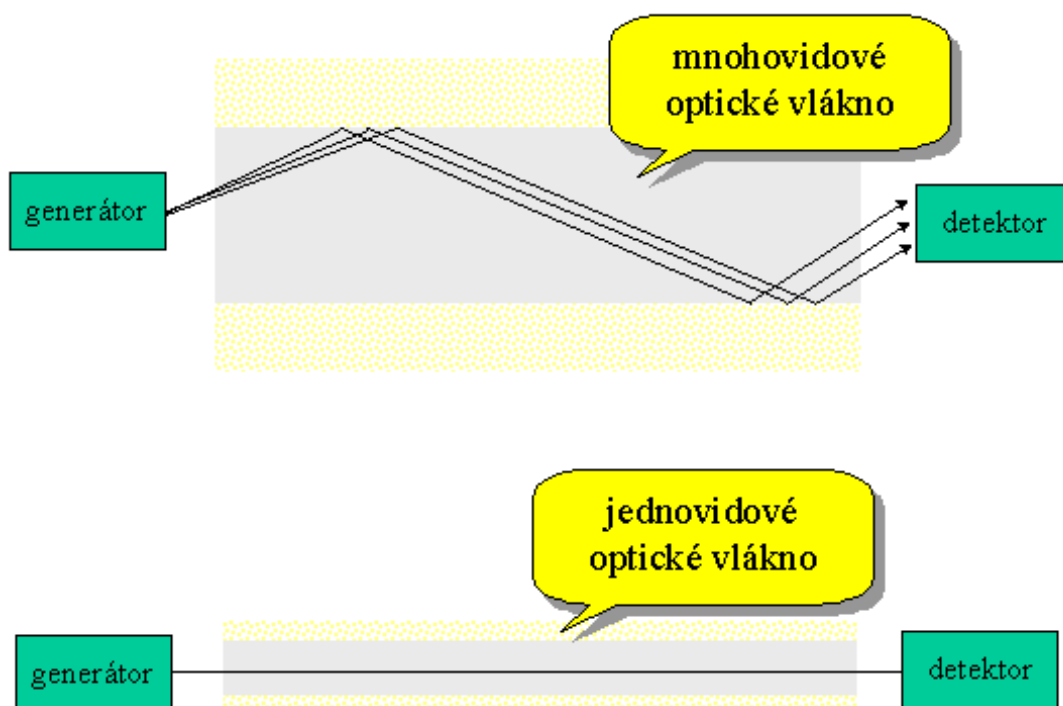 mnohovidové
optické vlákno
generátor
detektor
jednovidové
optické vlákno
generátor
detektor